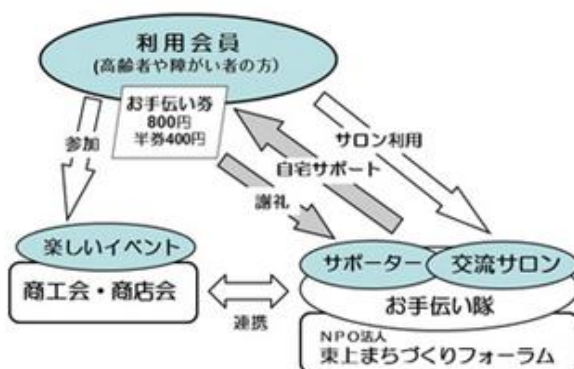 利用会員
(高齢者や障がい者の方)
お手伝い券
800円
半券400円
参加
サロン利用
自宅サポート
謝礼
楽しいイベント
商工会・商店会
連携
サポーター
交流サロン
お手伝い隊
NPO法人
東上まちづくりフォーラム